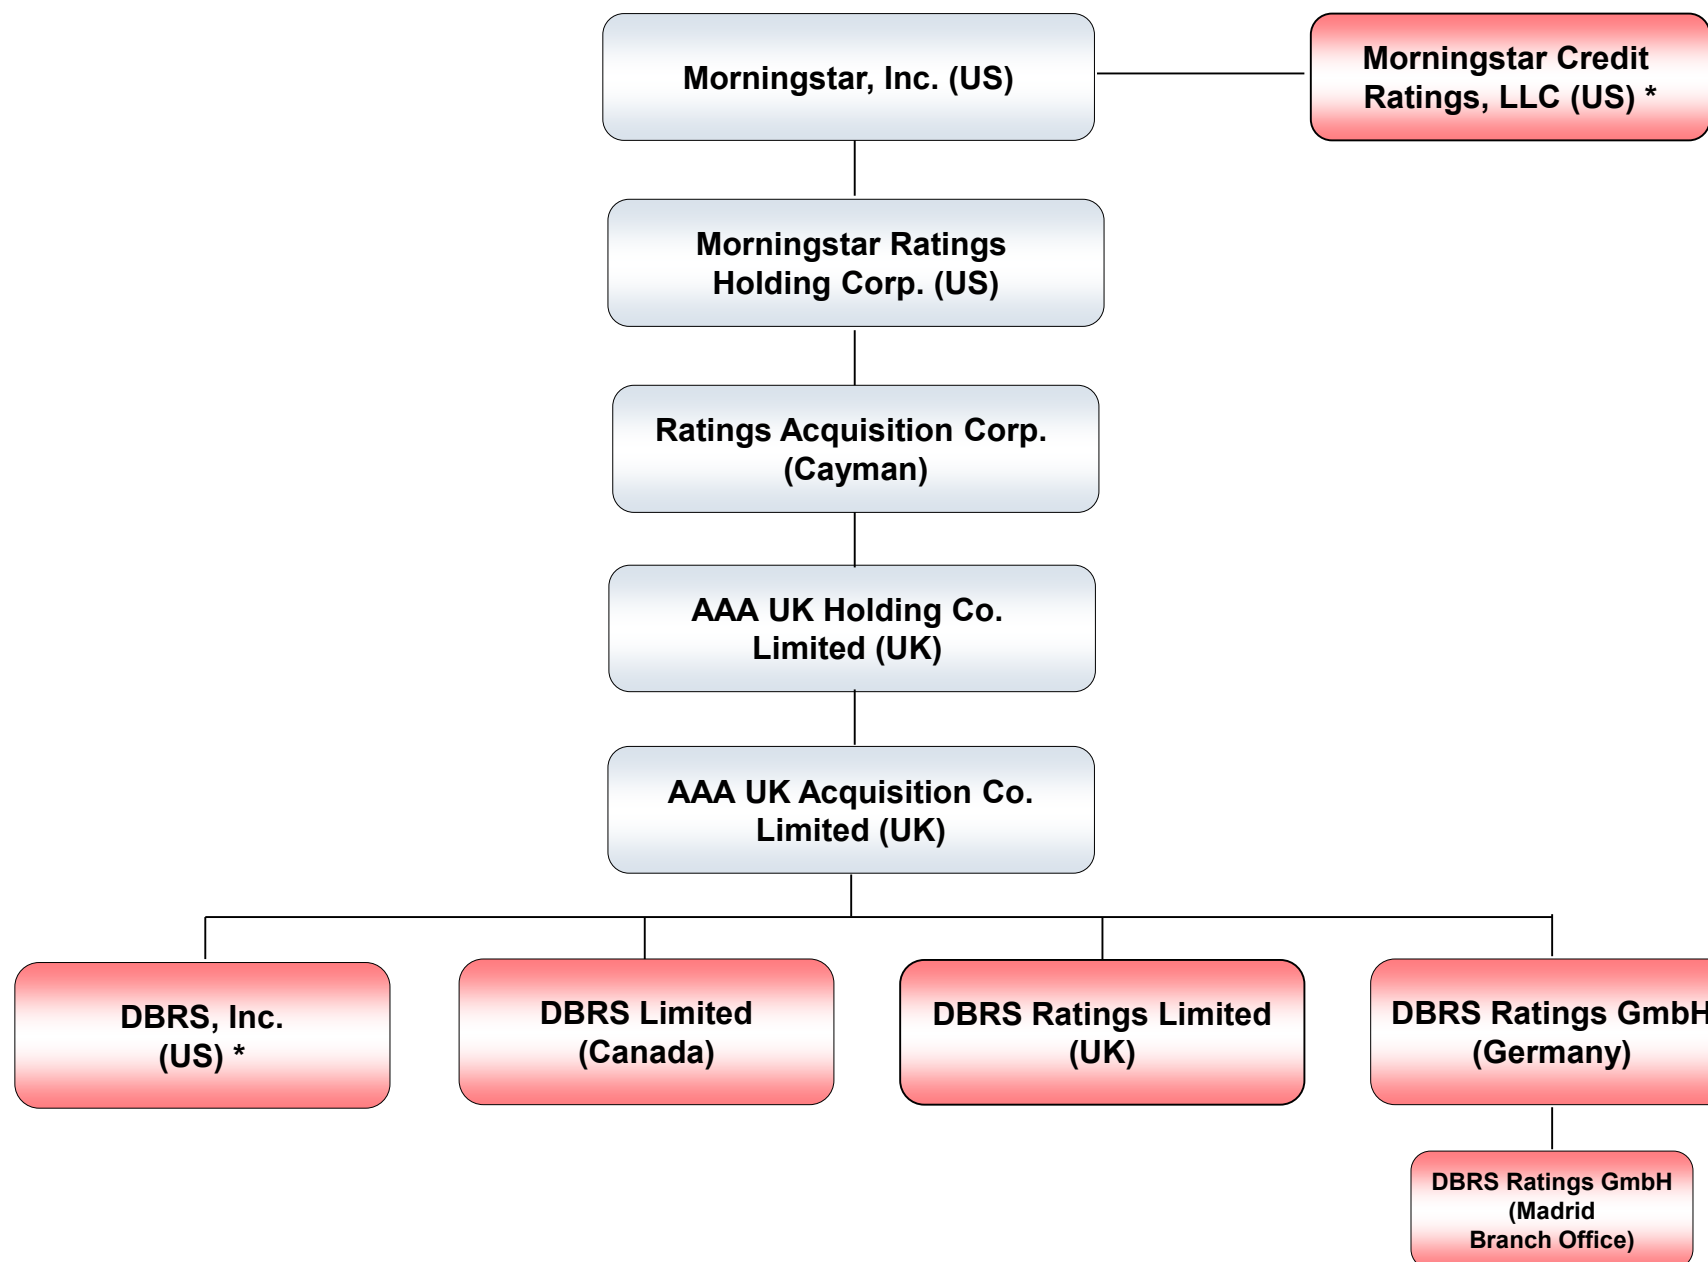 Morningstar, Inc. (US)
Morningstar Credit
Ratings, LLC (US) *
Morningstar Ratings
Holding Corp. (US)
Ratings Acquisition Corp.
(Cayman)
AAA UK Holding Co.
Limited (UK)
AAA UK Acquisition Co.
Limited (UK)
DBRS, Inc.
(US) *
DBRS Limited
(Canada)
DBRS Ratings Limited
(UK)
DBRS Ratings GmbH
(Germany)
DBRS Ratings GmbH
(Madrid
Branch Office)